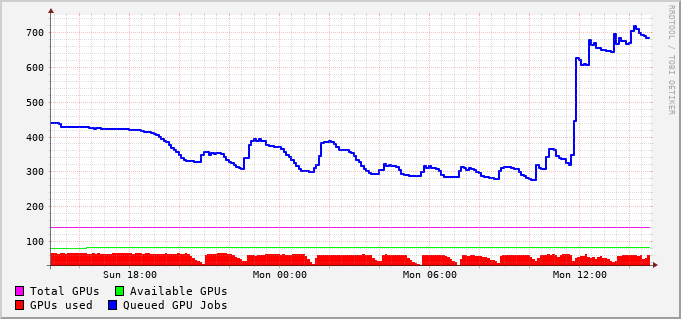 700
600
500
400
300
200
100
Sun 18:00 Mon 00:00 Mon 06:00 Mon 12:00
Total GPUs Available GPUs
GPUs used Queued GPU Jobs
RRDTOOL / TOBI OETIKER